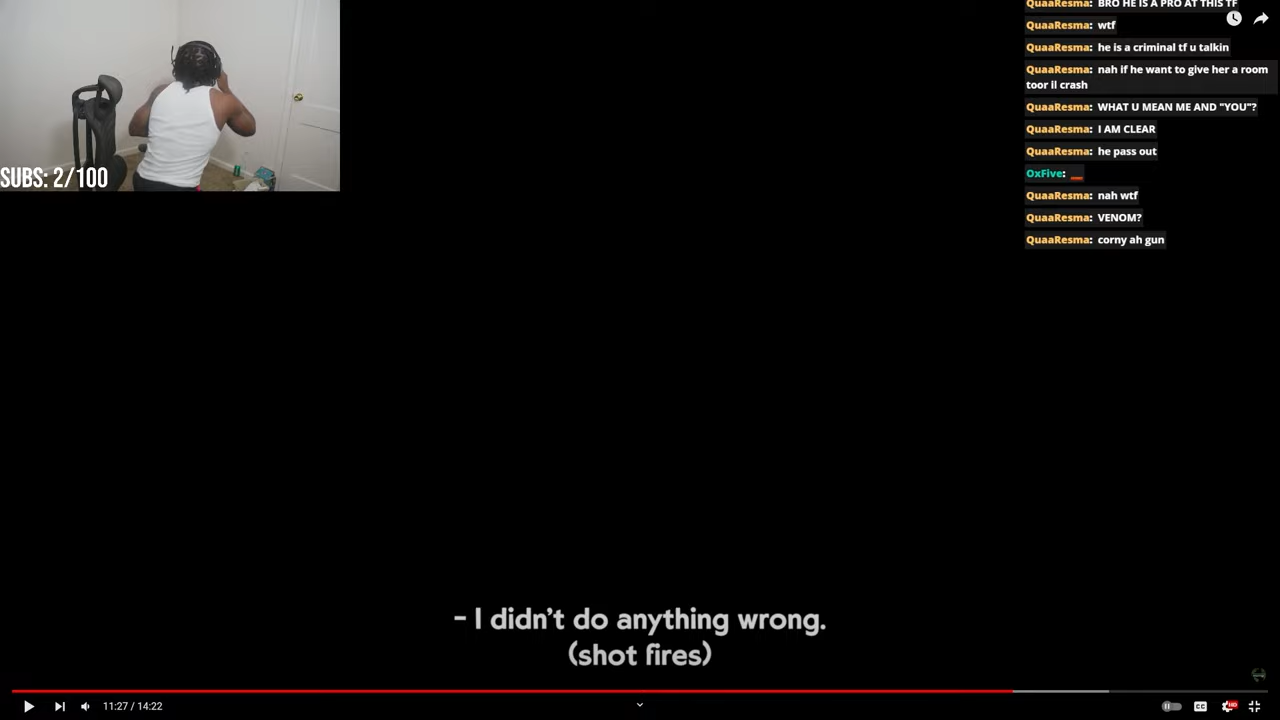 QuaaResma: BRO HE IS A PRO AT THIS TF
QuaaResma: wtf
QuaaResma: he is a criminal tf u talkin
QuaaResma: nah if he want to give her a room
toor il crash
QuaaResma: WHAT U MEAN ME AND "YOU"?
QuaaResma: I AM CLEAR
QuaaResma: he pass out
OxFive:
QuaaResma: nah wtf
QuaaResma: VENOM?
QuaaResma: corny ah gun
SUBS: 2/100
- I didn't do anything wrong.
(shot fires)
11:27 / 14:22
CC
HD